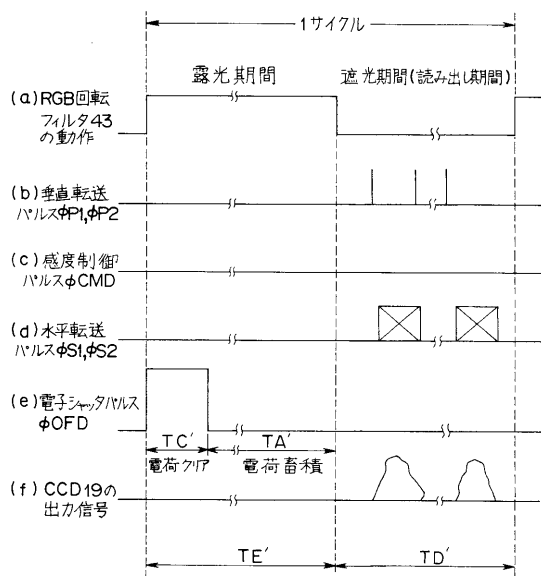 1サイクル
露光期間
遮光期間(読み出し期間)
(a)RGB回転
フィルタ43
の動作
(b)垂直転送
パルスφP1,φP2
(c)感度制御
パルスφCMD
(d)水平転送
パルスφS1,φS2
(e)電子シャッタパルス
φOFD
TC′
TA′
電荷クリア
電荷畜積
(f)CCD19の
出力信号
TE′
TD′